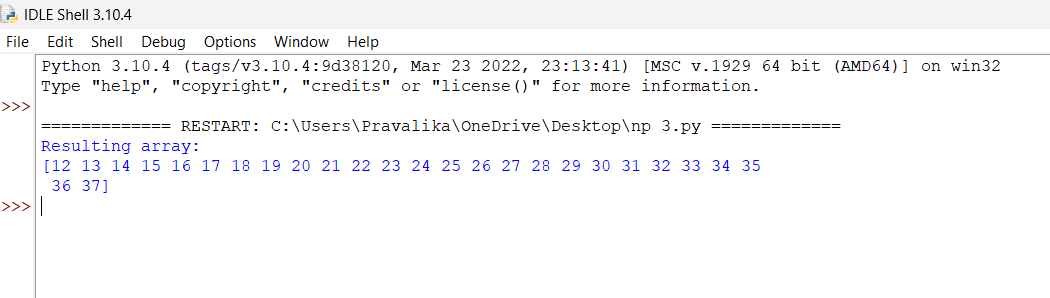 IDLE Shell 3.10.4
File Edit Shell Debug Options Window Help
Python 3.10.4 (tags/v3.10.4:9d38120, Mar 23 2022, 23:13:41) [MSC v.1929 64 bit (AMD64)] on win32
Type "help", "copyright", "credits" or "license()" for more information.
>>>
============= RESTART: C:\Users\Pravalika\OneDrive\Desktop\np 3.py =============
Resulting array:
[12 13 14 15 16 17 18 19 20 21 22 23 24 25 26 27 28 29 30 31 32 33 34 35
 36 37]
>>>